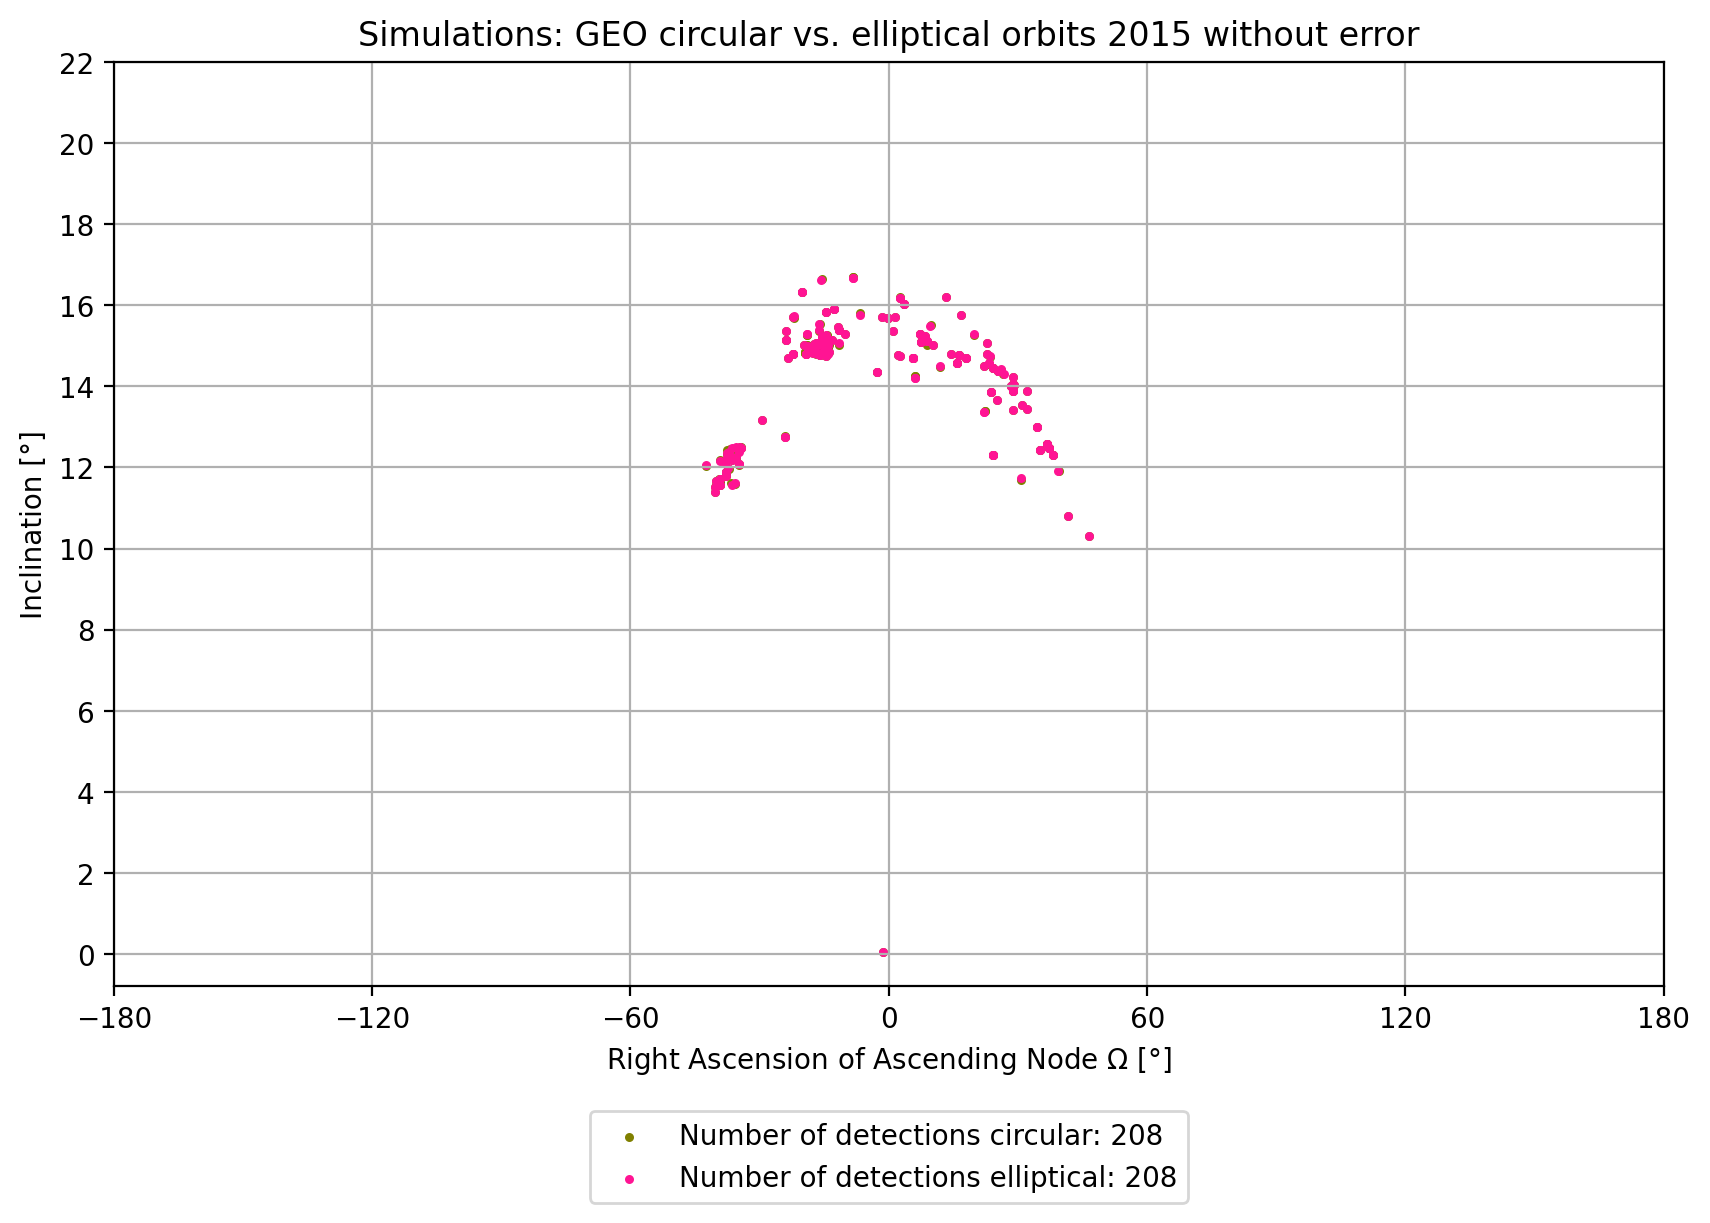 Simulations: GEO circular vs. elliptical orbits 2015 without error
22
20
18
16
14
12
10
8
6
4
2
0
Inclination [°]
−180 −120 −60 0 60 120 180
Right Ascension of Ascending Node Ω [°]
Number of detections circular: 208
Number of detections elliptical: 208